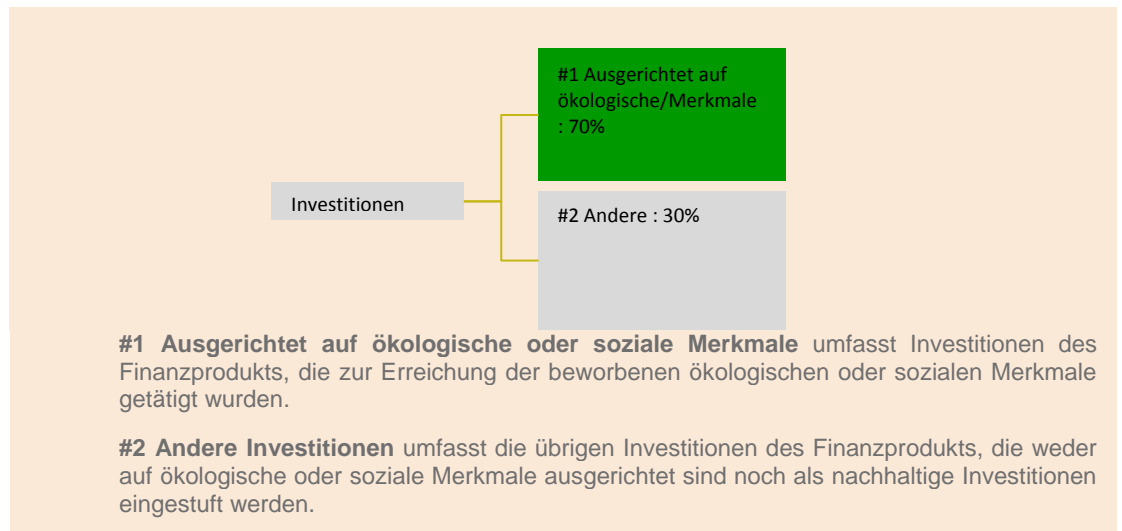 #1 Ausgerichtet auf
ökologische/Merkmale
: 70%
Investitionen
#2 Andere : 30%
#1 Ausgerichtet auf ökologische oder soziale Merkmale umfasst Investitionen des
Finanzprodukts, die zur Erreichung der beworbenen ökologischen oder sozialen Merkmale
getätigt wurden.
#2 Andere Investitionen umfasst die übrigen Investitionen des Finanzprodukts, die weder
auf ökologische oder soziale Merkmale ausgerichtet sind noch als nachhaltige Investitionen
eingestuft werden.